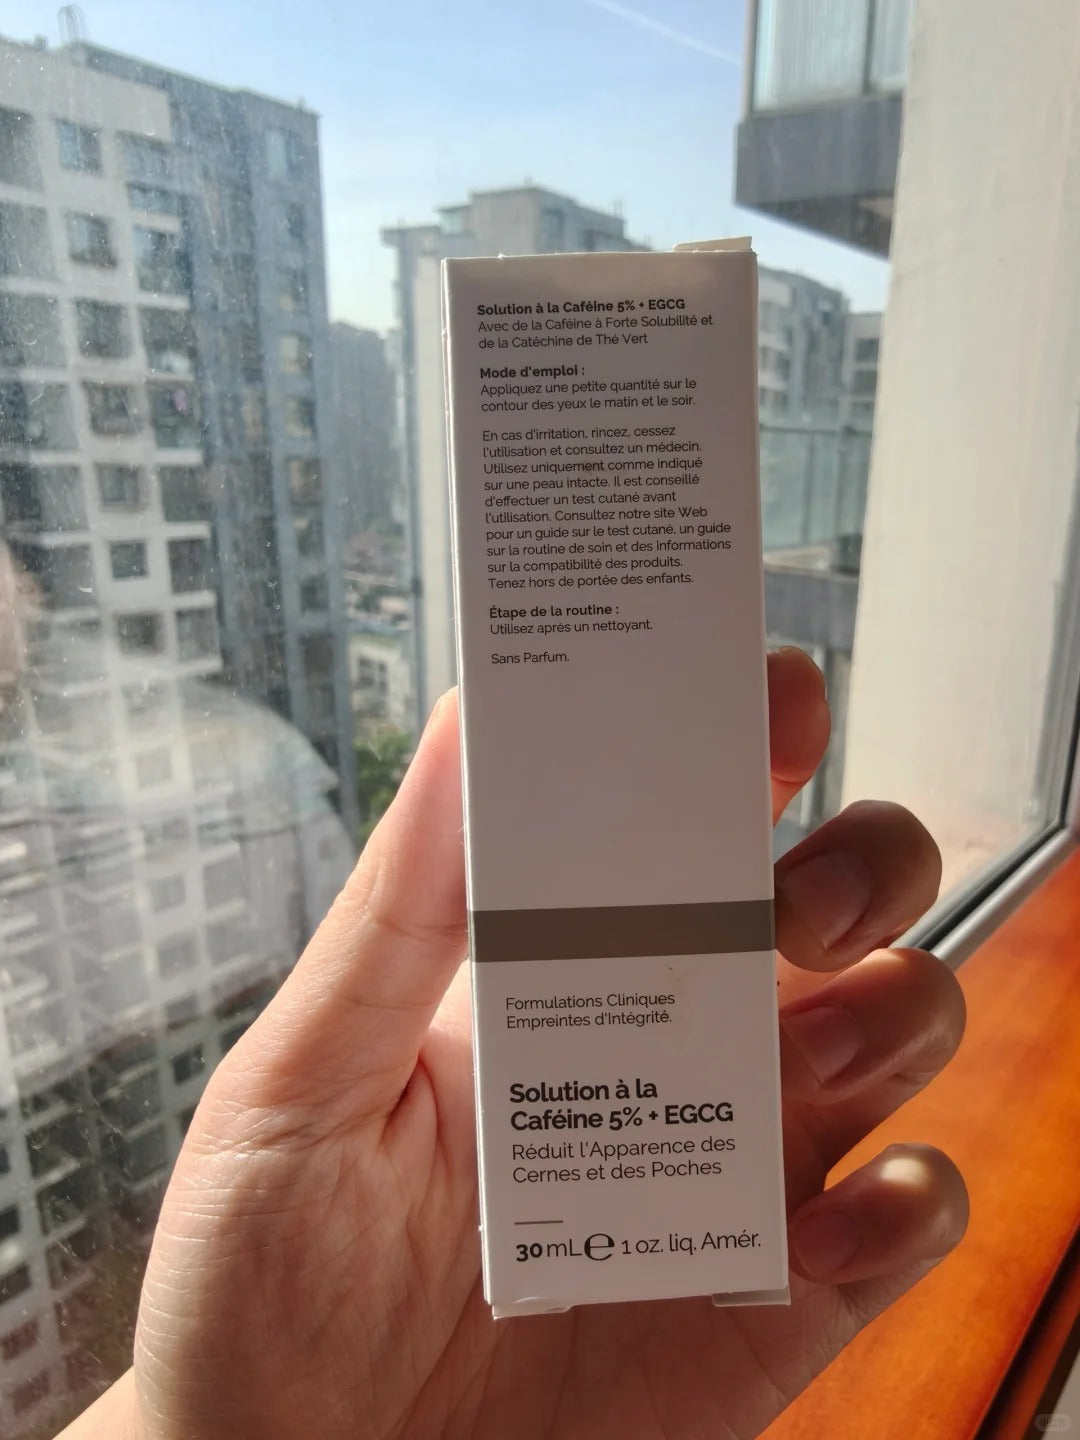 Solution à la Caféine 5% + EGCG
Avec de la Caféine à Forte Solubilité et
de la Catéchine de Thé Vert
Mode d'emploi :
Appliquez une petite quantité sur le
contour des yeux le matin et le soir.
En cas d'irritation, rincez, cessez
l'utilisation et consultez un médecin.
Utilisez uniquement comme indiqué
sur une peau intacte. Il est conseillé
d'effectuer un test cutané avant
l'utilisation. Consultez notre site Web
pour un guide sur le test cutané, un guide
sur la routine de soin et des informations
sur la compatibilité des produits.
Tenez hors de portée des enfants.
Étape de la routine :
Utilisez après un nettoyant.
Sans Parfum.
Formulations Cliniques
Empreintes d'Intégrité.
Solution à la
Caféine 5% + EGCG
Réduit l'Apparence des
Cernes et des Poches
30 mL ℮ 1 oz. liq. Amér.